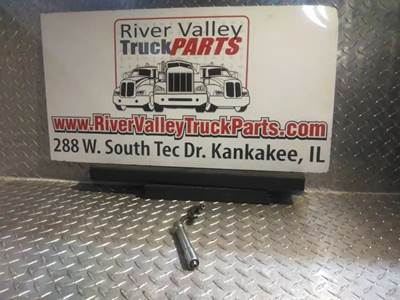 River Valley
TruckPARTS
www.RiverValleyTruckParts.com
288 W. South Tec Dr. Kankakee, IL